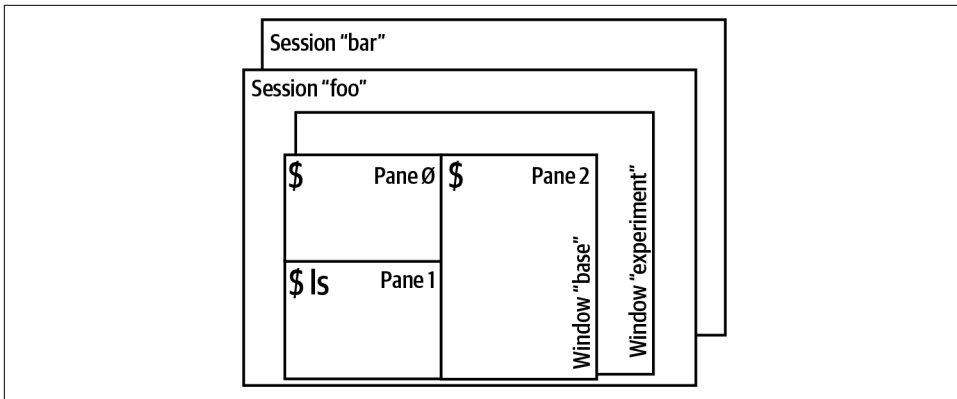 Session “bar”
Session “foo”
$ Pane Ø
$ Pane 2
$ ls Pane 1
Window “base”
Window “experiment”